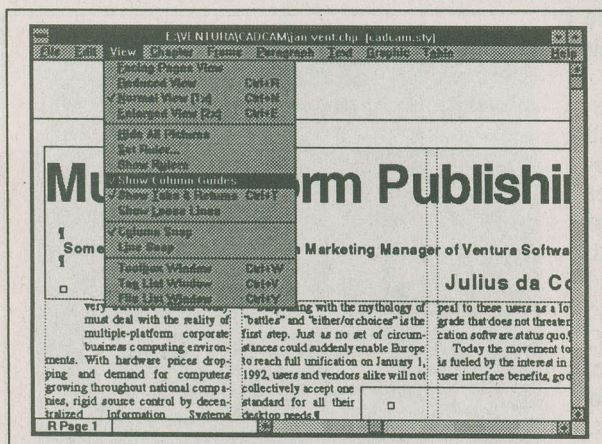 E:\VENTURA\CADCAM\jan vent.chp [cadcam.sty]
File Edit View Chapter Frame Paragraph Text Graphic Table Help
Facing Pages View
Reduced View Ctrl+R
✓Normal View [1x] Ctrl+N
Enlarged View [2x] Ctrl+E
Hide All Pictures
Set Ruler...
Show Rulers
✓Show Column Guides
✓Show Tabs & Returns Ctrl+T
Show Loose Lines
✓Column Snap
Line Snap
Toolbox Window Ctrl+W
Tag List Window Ctrl+V
File List Window Ctrl+Y
Mu orm Publishi
¶
Some Marketing Manager of Ventura Softwa
¶
Julius da Co
must deal with the reality of
multiple-platform corporate
business computing environ-
ments. With hardware prices drop-
ping and demand for computers
growing throughout national compa-
nies, rigid source control by decen-
tralized Information Systems
with the mythology of
"battles" and "either/or choices" is the
first step. Just as no set of circum-
stances could suddenly enable Europe
to reach full unification on January 1,
1992, users and vendors alike will not
collectively accept one
standard for all their
desktop needs.¶
peal to these users as a lo
grade that does not threaten
cation software status quo.¶
Today the movement to
is fueled by the interest in
user interface benefits, goo
R Page 1